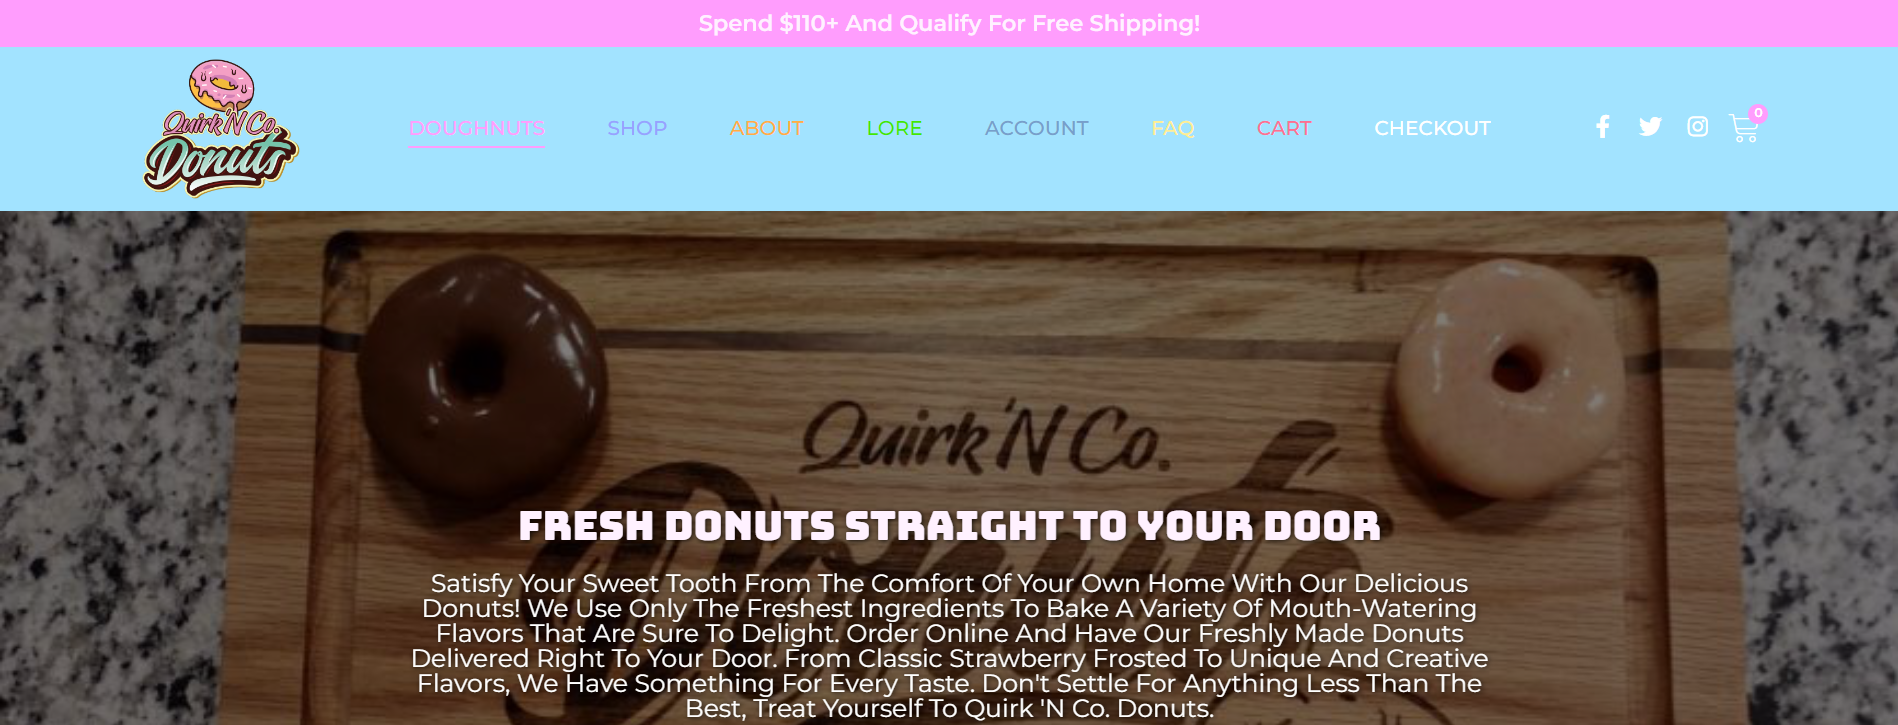 Spend $110+ And Qualify For Free Shipping!
Quirk 'N Co.
Donuts
DOUGHNUTS SHOP ABOUT LORE ACCOUNT FAQ CART CHECKOUT
0
Quirk 'N Co.
Donuts
FRESH DONUTS STRAIGHT TO YOUR DOOR
Satisfy Your Sweet Tooth From The Comfort Of Your Own Home With Our Delicious
Donuts! We Use Only The Freshest Ingredients To Bake A Variety Of Mouth-Watering
Flavors That Are Sure To Delight. Order Online And Have Our Freshly Made Donuts
Delivered Right To Your Door. From Classic Strawberry Frosted To Unique And Creative
Flavors, We Have Something For Every Taste. Don't Settle For Anything Less Than The
Best, Treat Yourself To Quirk 'N Co. Donuts.